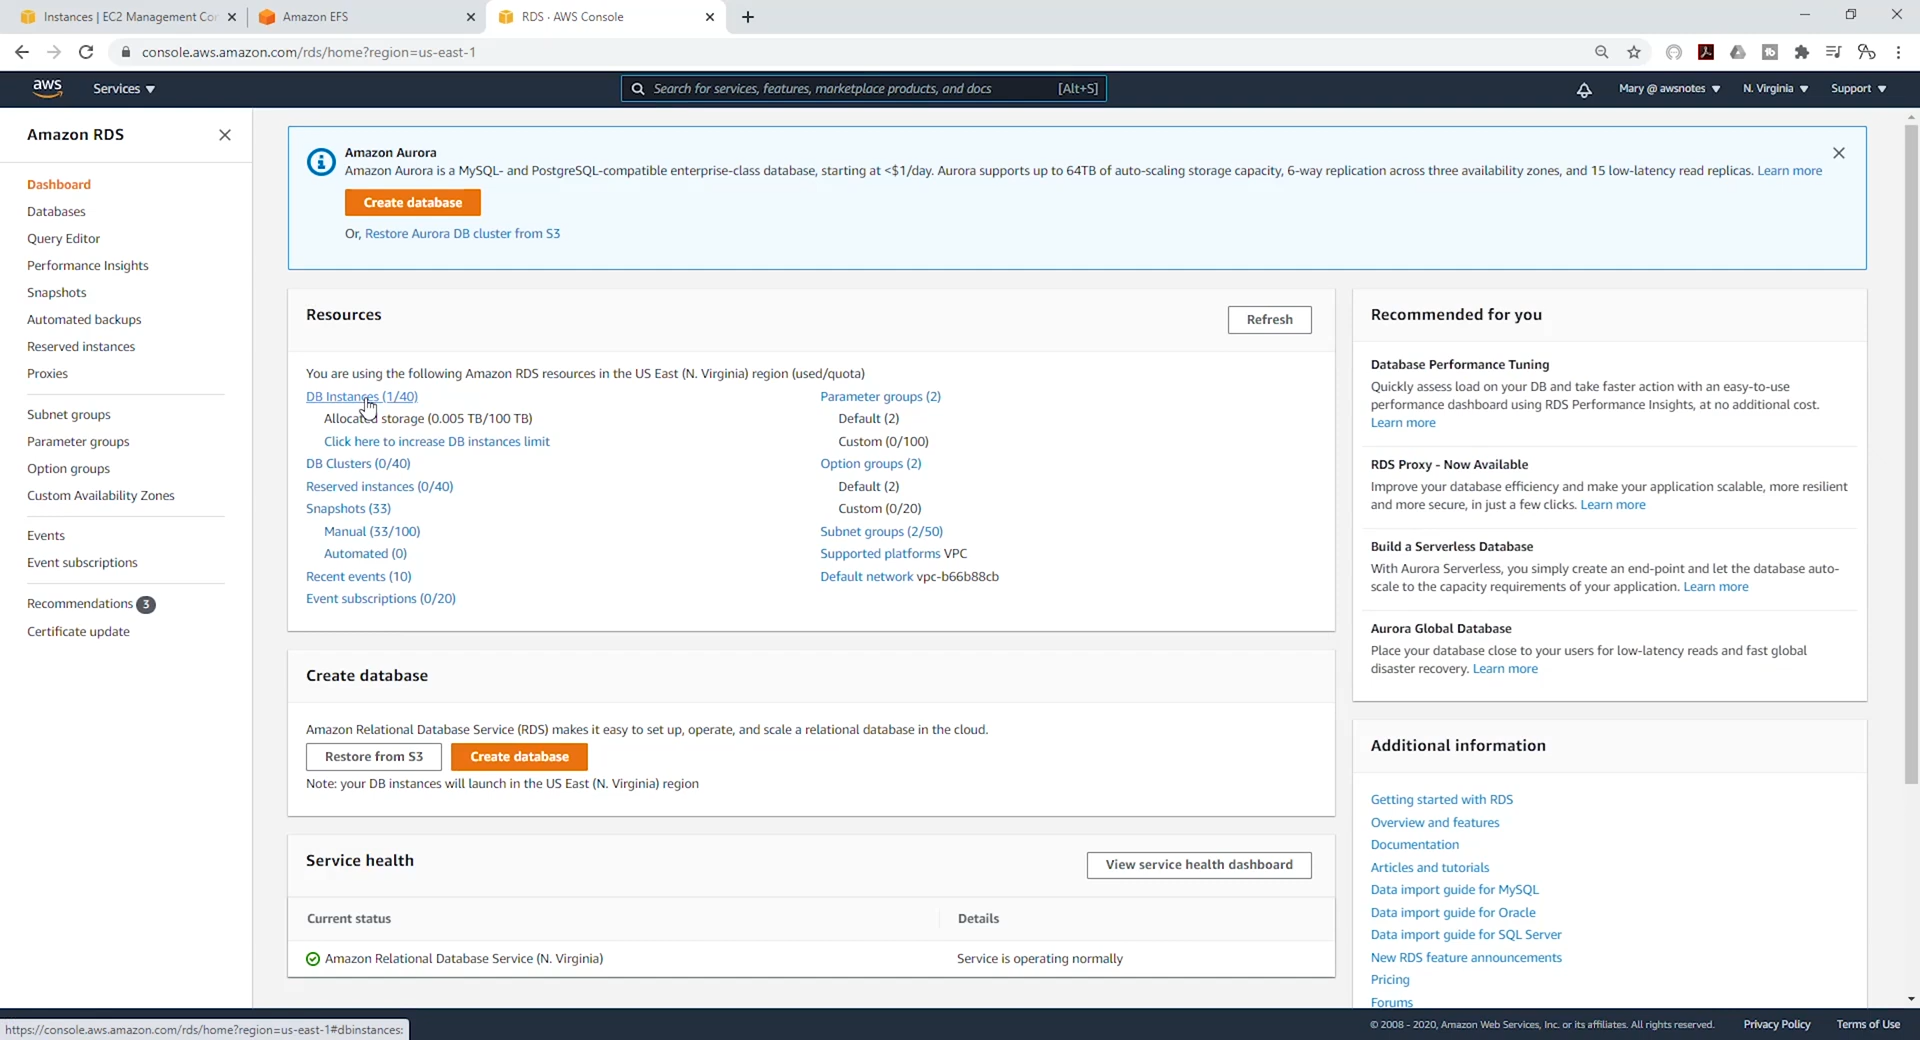 Instances | EC2 Management Co
Amazon EFS
RDS · AWS Console
console.aws.amazon.com/rds/home?region=us-east-1
aws
Services
Search for services, features, marketplace products, and docs
[Alt+S]
Mary @ awsnotes
N. Virginia
Support
Amazon RDS
Dashboard
Databases
Query Editor
Performance Insights
Snapshots
Automated backups
Reserved instances
Proxies
Subnet groups
Parameter groups
Option groups
Custom Availability Zones
Events
Event subscriptions
Recommendations 3
Certificate update
Amazon Aurora
Amazon Aurora is a MySQL- and PostgreSQL-compatible enterprise-class database, starting at <$1/day. Aurora supports up to 64TB of auto-scaling storage capacity, 6-way replication across three availability zones, and 15 low-latency read replicas. Learn more
Create database
Or, Restore Aurora DB cluster from S3
Resources
Refresh
You are using the following Amazon RDS resources in the US East (N. Virginia) region (used/quota)
DB Instances (1/40)
Allocated storage (0.005 TB/100 TB)
Click here to increase DB instances limit
DB Clusters (0/40)
Reserved instances (0/40)
Snapshots (33)
Manual (33/100)
Automated (0)
Recent events (10)
Event subscriptions (0/20)
Parameter groups (2)
Default (2)
Custom (0/100)
Option groups (2)
Default (2)
Custom (0/20)
Subnet groups (2/50)
Supported platforms VPC
Default network vpc-b66b88cb
Create database
Amazon Relational Database Service (RDS) makes it easy to set up, operate, and scale a relational database in the cloud.
Restore from S3
Create database
Note: your DB instances will launch in the US East (N. Virginia) region
Service health
View service health dashboard
Current status
Details
Amazon Relational Database Service (N. Virginia)
Service is operating normally
Recommended for you
Database Performance Tuning
Quickly assess load on your DB and take faster action with an easy-to-use
performance dashboard using RDS Performance Insights, at no additional cost.
Learn more
RDS Proxy - Now Available
Improve your database efficiency and make your application scalable, more resilient
and more secure, in just a few clicks. Learn more
Build a Serverless Database
With Aurora Serverless, you simply create an end-point and let the database auto-
scale to the capacity requirements of your application. Learn more
Aurora Global Database
Place your database close to your users for low-latency reads and fast global
disaster recovery. Learn more
Additional information
Getting started with RDS
Overview and features
Documentation
Articles and tutorials
Data import guide for MySQL
Data import guide for Oracle
Data import guide for SQL Server
New RDS feature announcements
Pricing
Forums
https://console.aws.amazon.com/rds/home?region=us-east-1#dbinstances:
© 2008 - 2020, Amazon Web Services, Inc. or its affiliates. All rights reserved.
Privacy Policy
Terms of Use